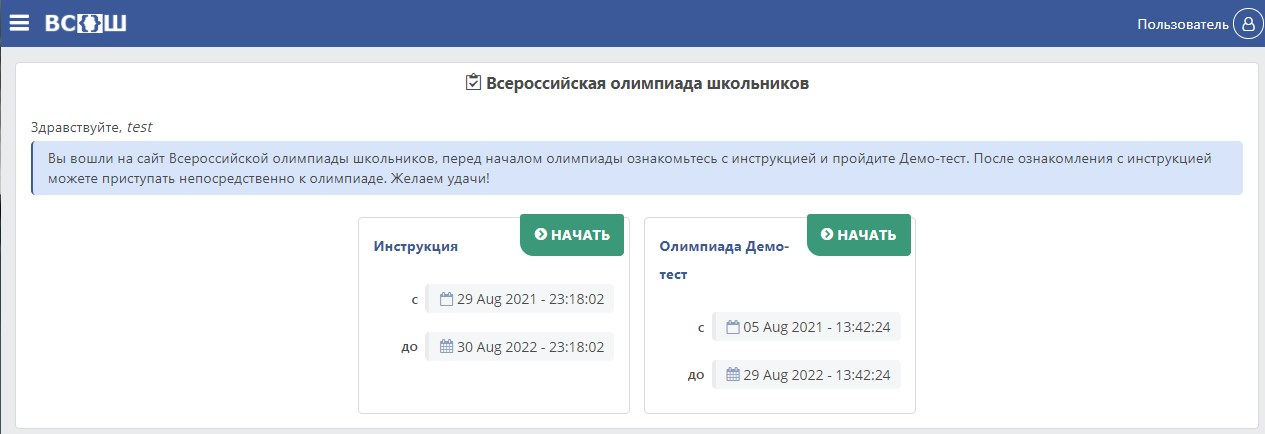 ВСОШ
Пользователь
Всероссийская олимпиада школьников
Здравствуйте, test
Вы вошли на сайт Всероссийской олимпиады школьников, перед началом олимпиады ознакомьтесь с инструкцией и пройдите Демо-тест. После ознакомления с инструкцией
можете приступать непосредственно к олимпиаде. Желаем удачи!
НАЧАТЬ
Инструкция
с 29 Aug 2021 - 23:18:02
до 30 Aug 2022 - 23:18:02
НАЧАТЬ
Олимпиада Демо-
тест
с 05 Aug 2021 - 13:42:24
до 29 Aug 2022 - 13:42:24